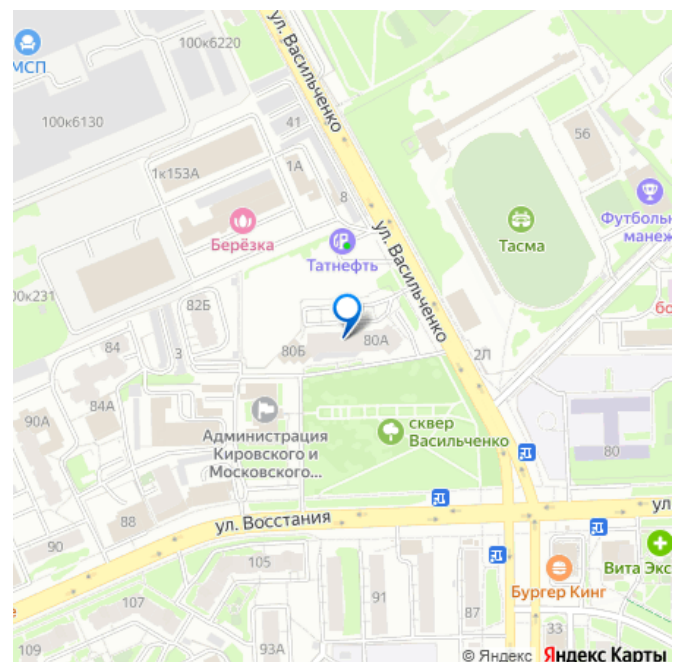 100к6220
МСП
ул. Васильченко
100к6130
41
56
1к153А
1А
8
Берёзка
Татнефть
ул. Васильченко
Тасма
Футболь
манеж
00к231
82Б
бо
84
3
80Б
80А
2Л
84А
90А
Администрация
Кировского и
Московского...
сквер
Васильченко
80
88
ул. Восстания
ул
90
105
Вита Экс
91
Бургер Кинг
107
87
е
109
93А
33
© Яндекс Яндекс Карты